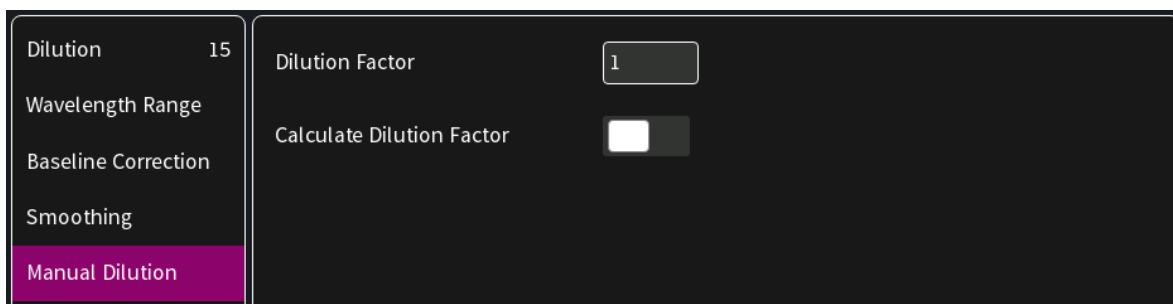 Dilution 15
Wavelength Range
Baseline Correction
Smoothing
Manual Dilution
Dilution Factor 1
Calculate Dilution Factor